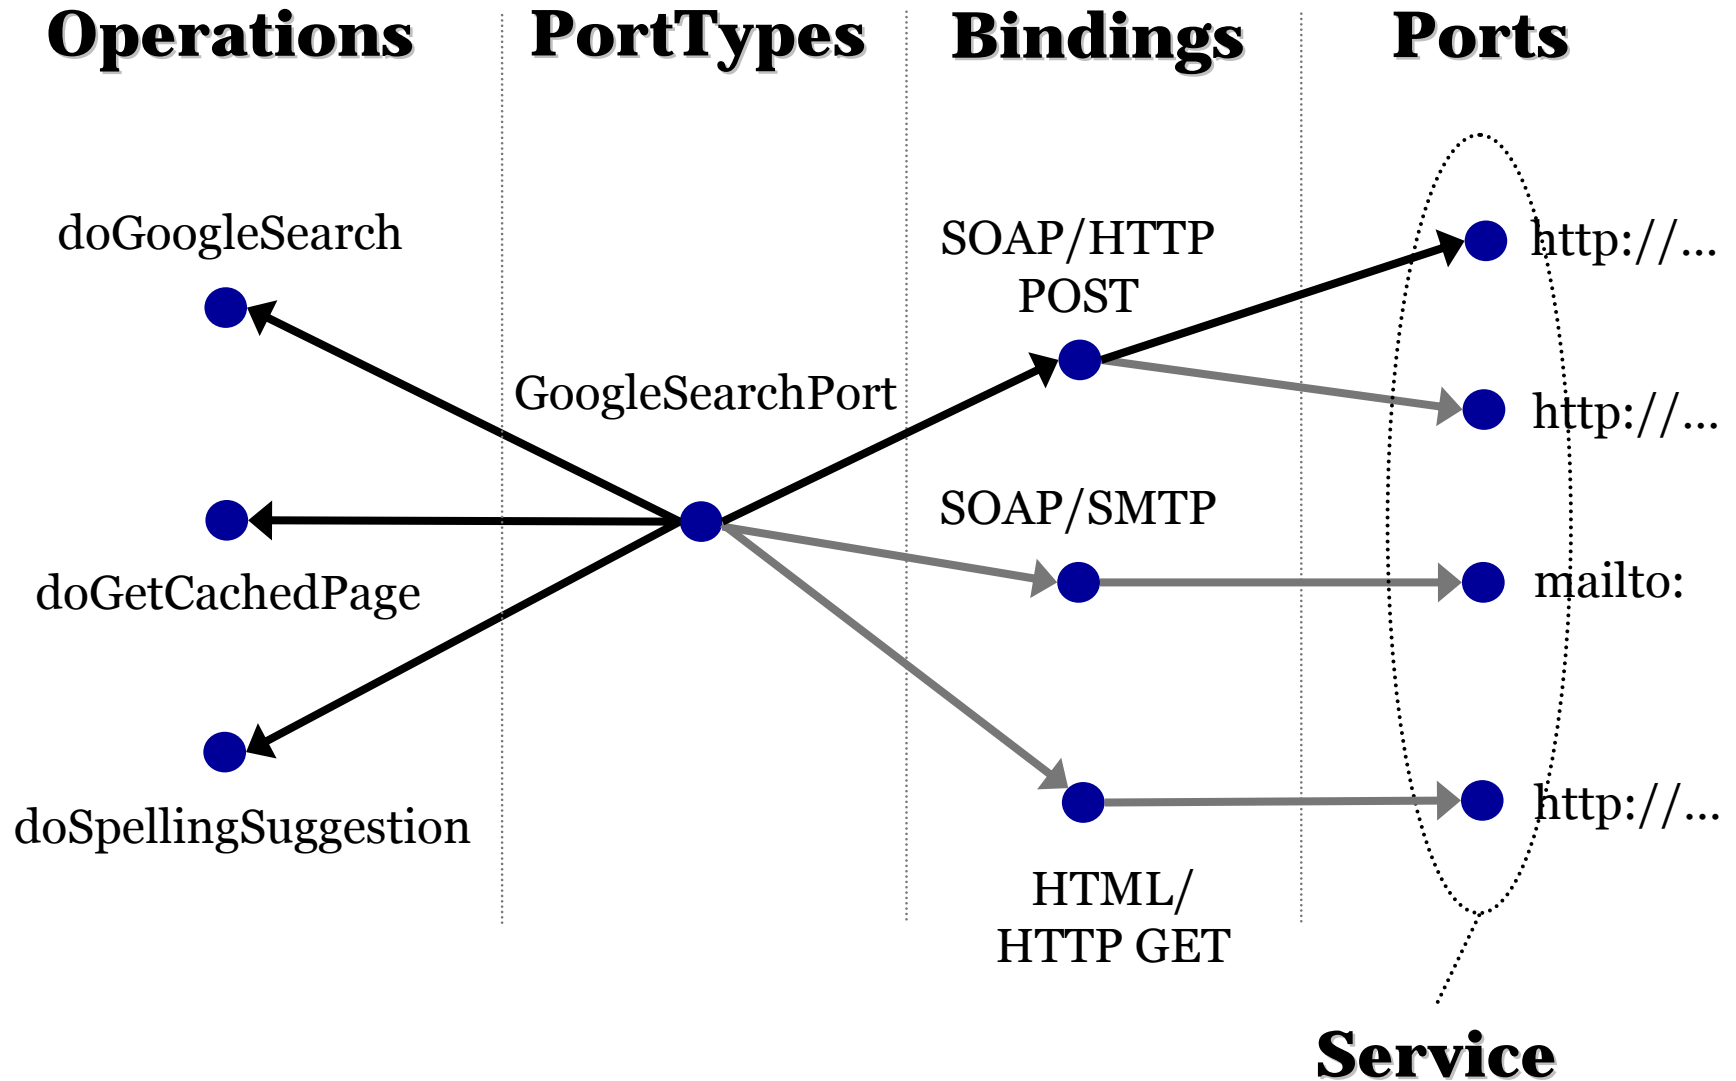 Operations
PortTypes
Bindings
Ports
doGoogleSearch
SOAP/HTTP
POST
http://...
GoogleSearchPort
http://...
SOAP/SMTP
doGetCachedPage
mailto:
doSpellingSuggestion
http://...
HTML/
HTTP GET
Service